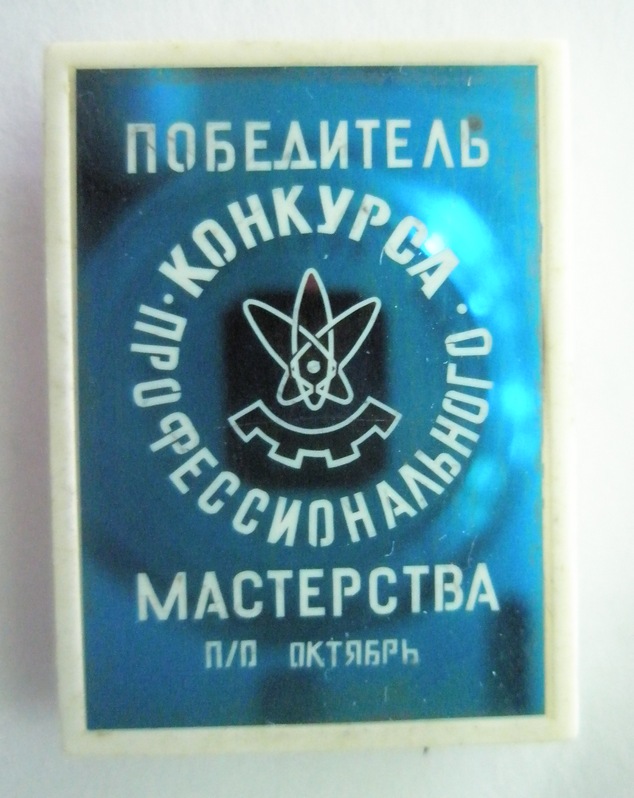 ПОБЕДИТЕЛЬ
· КОНКУРСА ·
ПРОФЕССИОНАЛЬНОГО
МАСТЕРСТВА
П/О ОКТЯБРЬ